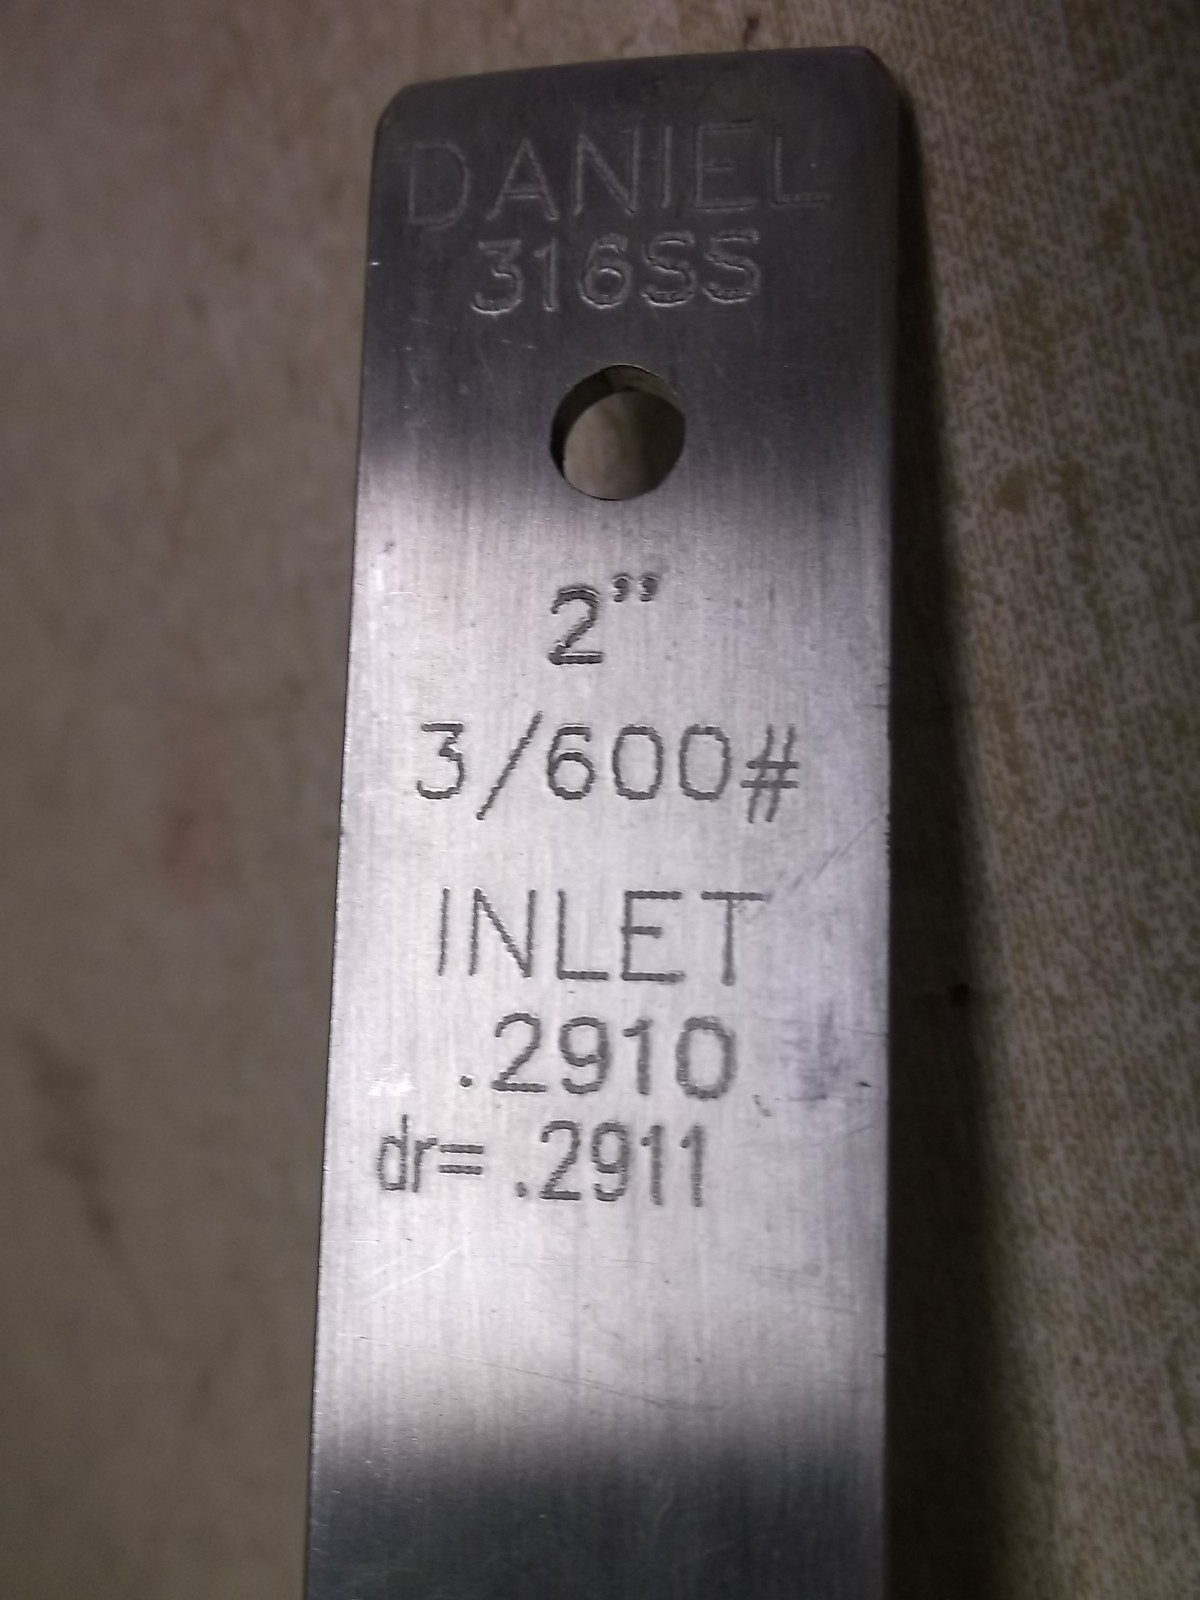 DANIEL
316SS
2”
3/600#
INLET
.2910
dr= .2911